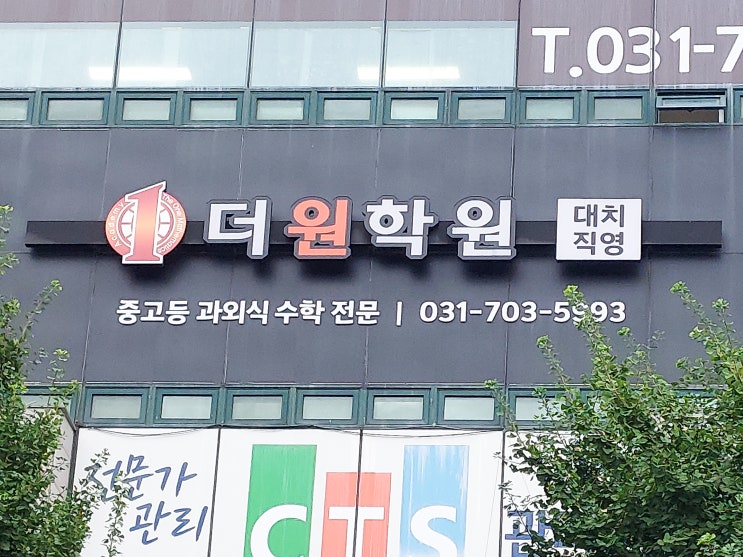 T.031-7
1
더원학원
대치
직영
중고등 과외식 수학 전문 | 031-703-5993
전문가
관리
CTS